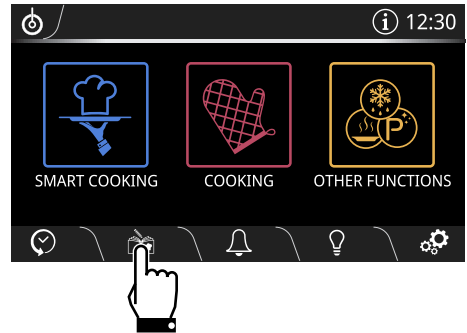 12:30
SMART COOKING
COOKING
OTHER FUNCTIONS
P